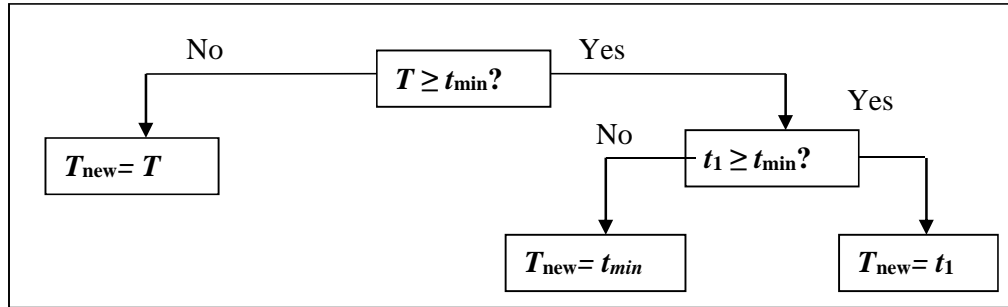 No
Yes
T ≥ tmin?
Yes
No
t1 ≥ tmin?
Tnew= T
Tnew= tmin
Tnew= t1